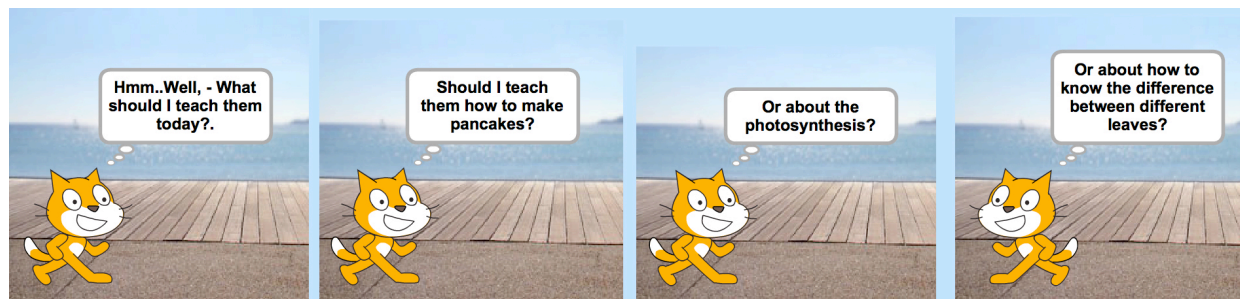 Hmm..Well, - What
should I teach them
today?.
Should I teach
them how to make
pancakes?
Or about the
photosynthesis?
Or about how to
know the difference
between different
leaves?